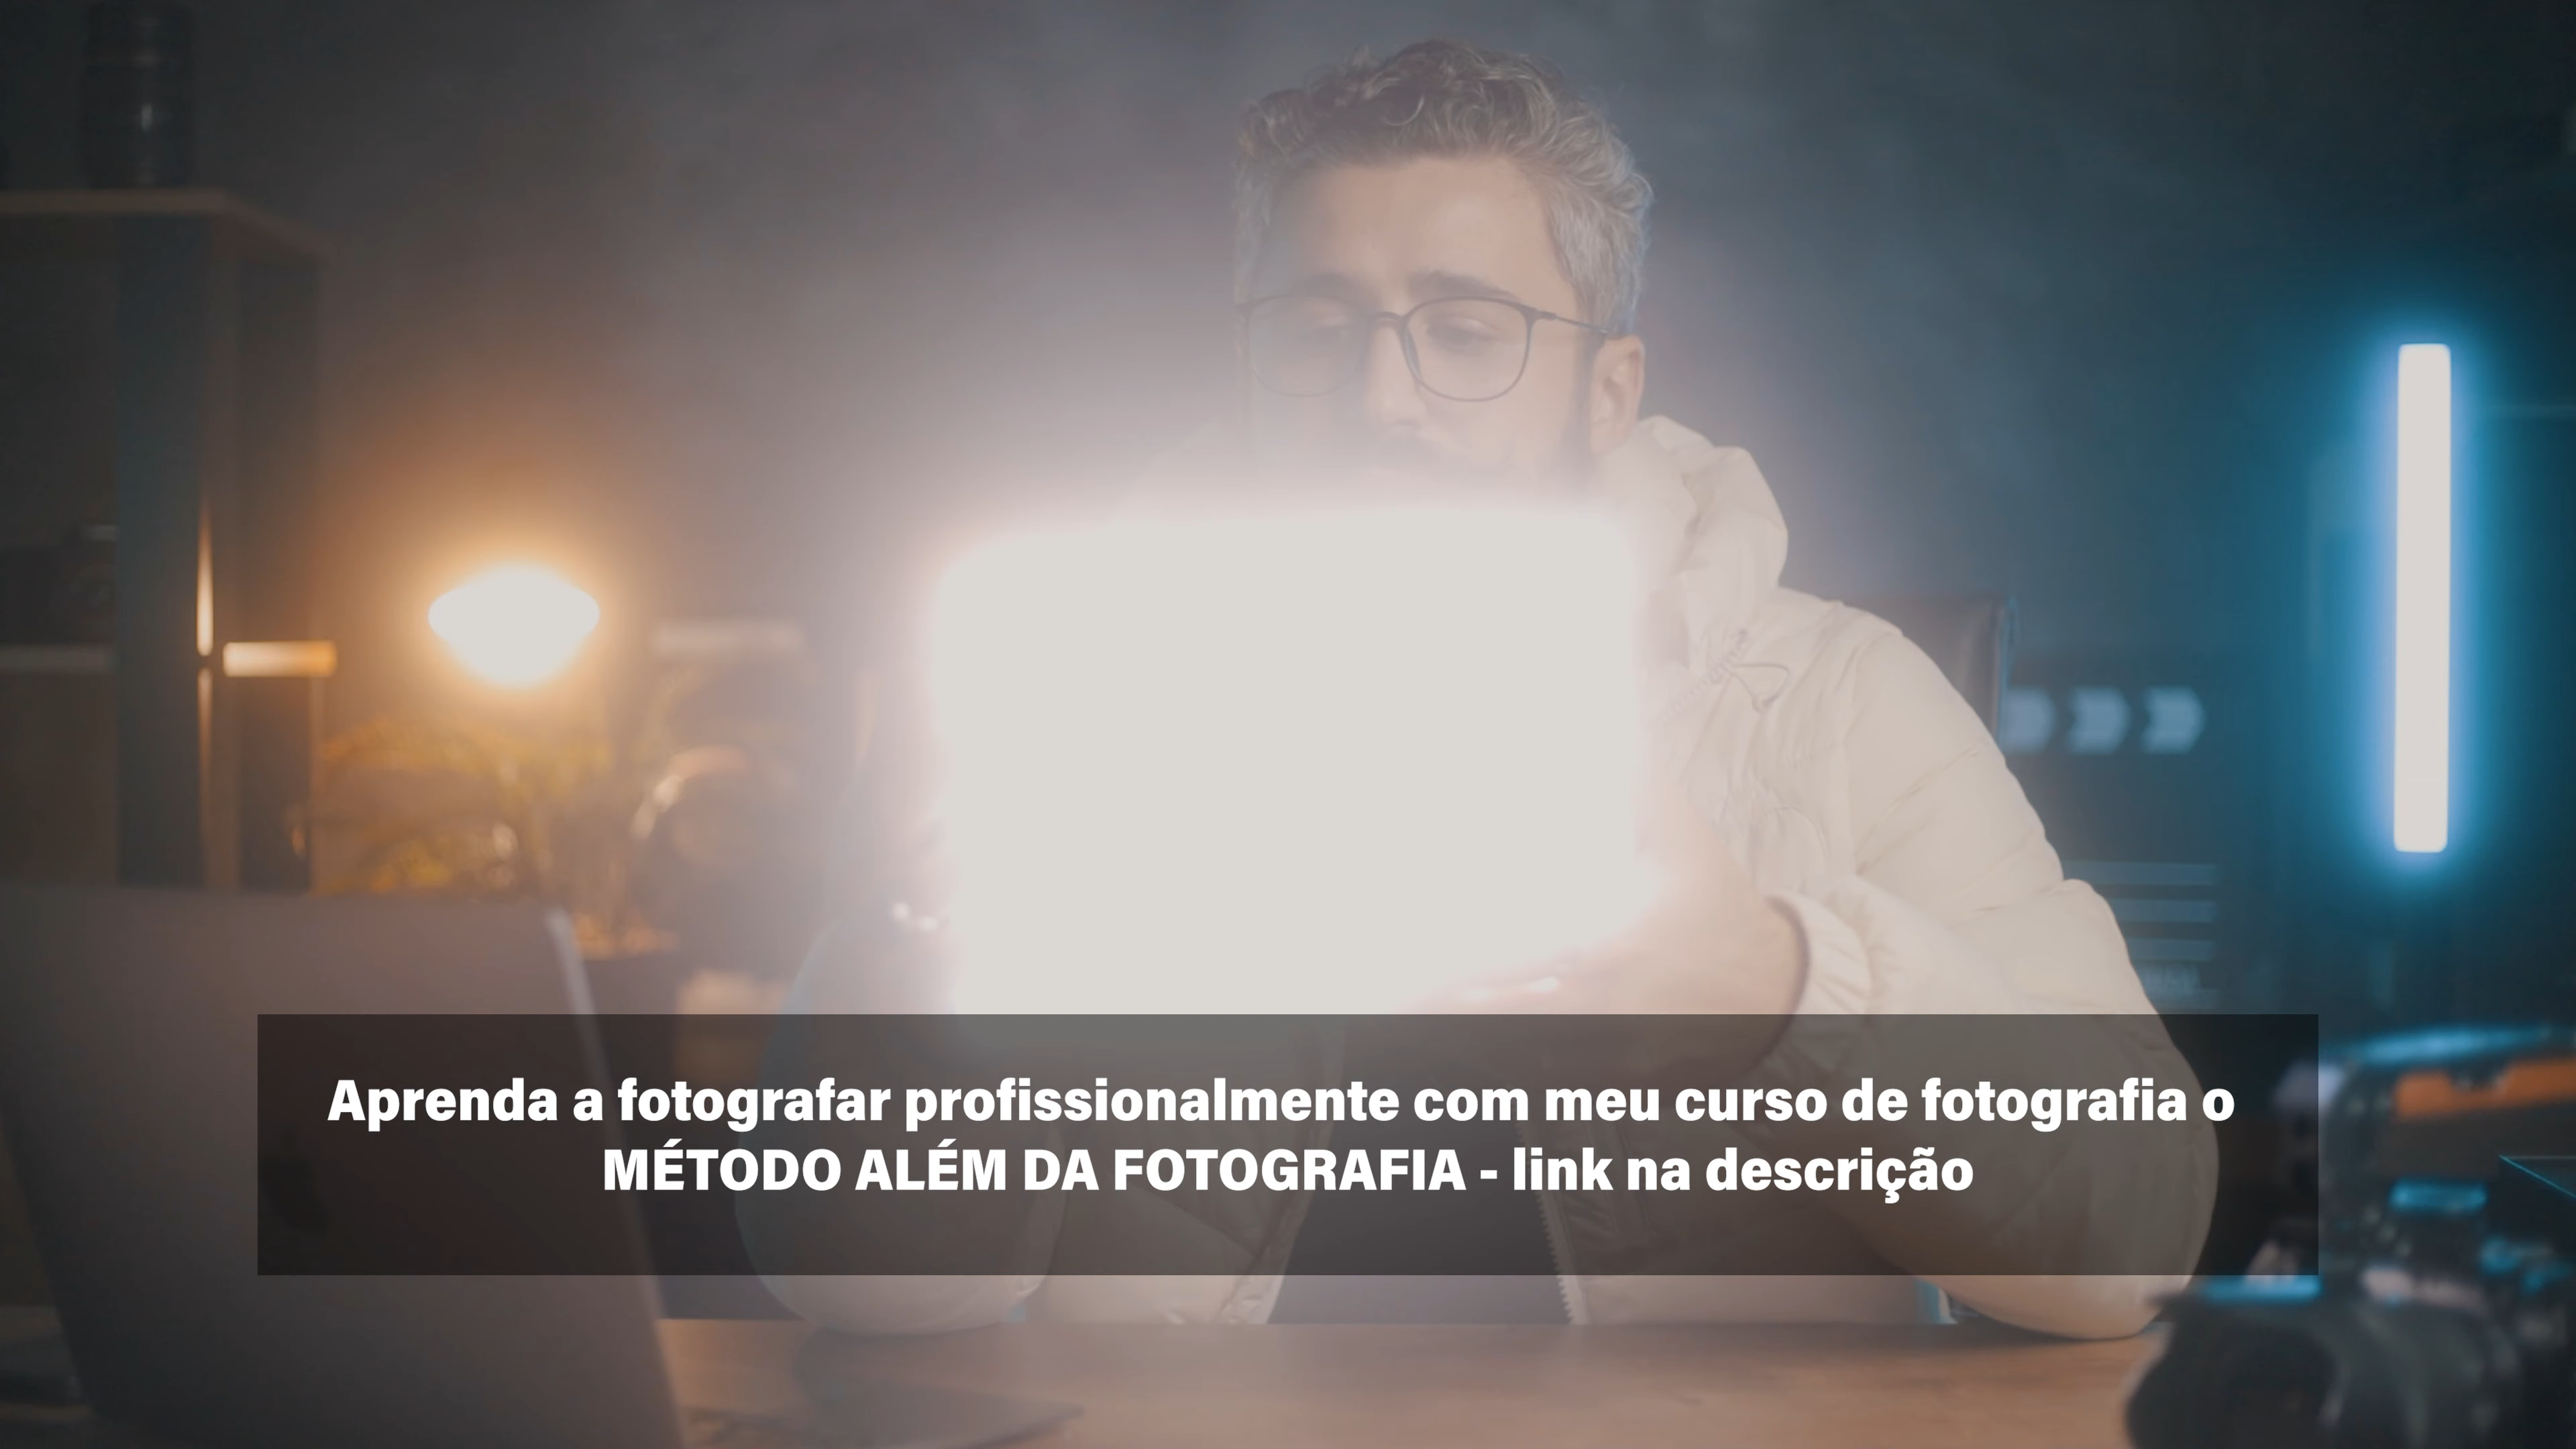 Aprenda a fotografar profissionalmente com meu curso de fotografia o
MÉTODO ALÉM DA FOTOGRAFIA - link na descrição